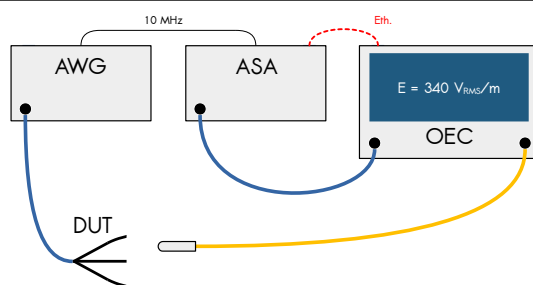 10 MHz
Eth.
AWG
ASA
E = 340 VRMS/m
OEC
DUT